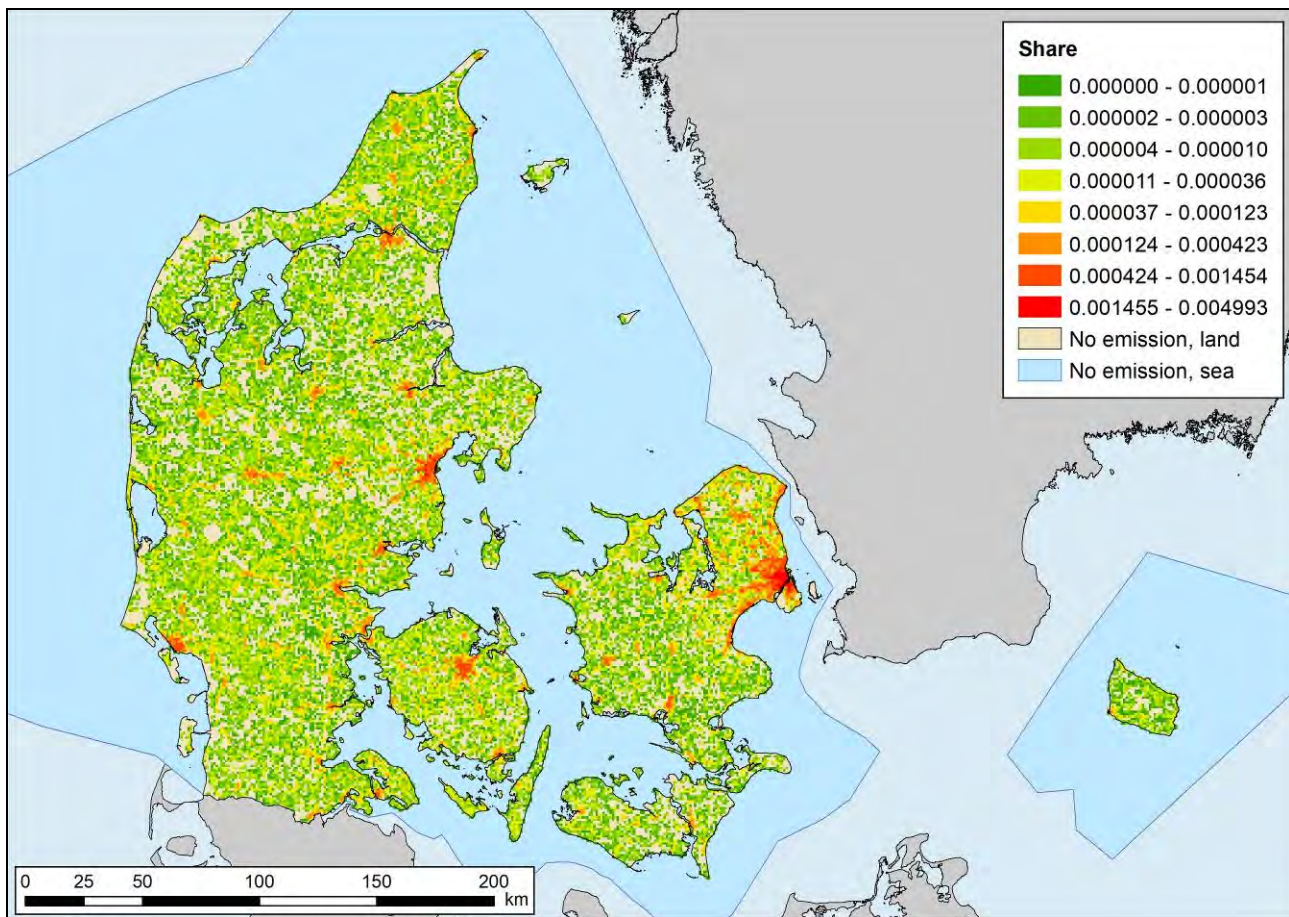 Share
0.000000 - 0.000001
0.000002 - 0.000003
0.000004 - 0.000010
0.000011 - 0.000036
0.000037 - 0.000123
0.000124 - 0.000423
0.000424 - 0.001454
0.001455 - 0.004993
No emission, land
No emission, sea
0 25 50 100 150 200
km